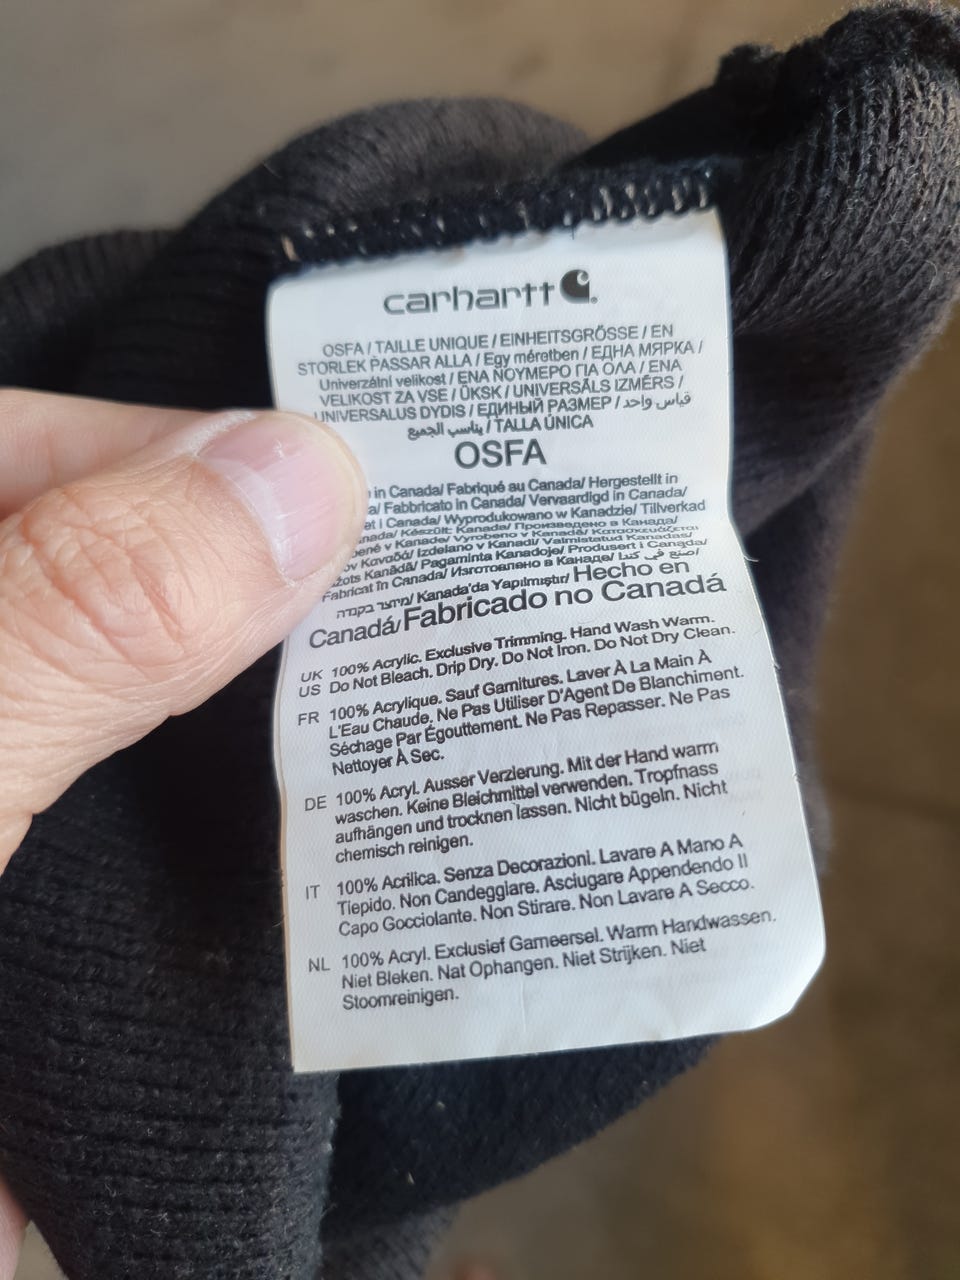 carhartt
OSFA / TAILLE UNIQUE / EINHEITSGRÖSSE / EN
STORLEK PASSAR ALLA / Egy méretben / ЕДНА МЯРКА /
Univerzální velikost / ΕΝΑ ΝΟΥΜΕΡΟ ΓΙΑ ΟΛΑ / ENA
VELIKOST ZA VSE / ÜKSK / UNIVERSĀLS IZMĒRS /
UNIVERSALUS DYDIS / ЕДИНЫЙ РАЗМЕР / قياس واحد
يناسب الجميع / TALLA ÚNICA
OSFA
in Canada/ Fabriqué au Canada/ Hergestellt in
Fabbricato in Canada/ Vervaardigd in Canada/
i Canada/ Wyprodukowano w Kanadzie/ Tillverkad
Készült: Kanada/ Произведено в Канада/
v Kanade/ Vyrobeno v Kanadě/
Izdelano v Kanadi/ Valmistatud Kanadas/
Kanādā/ Pagaminta Kanadoje/ Produsert i Canada/
Fabricat în Canada/ Изготовлено в Канаде/ صنع في كندا/
מיוצר בקנדה/ Kanada'da Yapılmıştır/ Hecho en
Canadá/ Fabricado no Canadá
UK 100% Acrylic. Exclusive Trimming. Hand Wash Warm.
US Do Not Bleach. Drip Dry. Do Not Iron. Do Not Dry Clean.
FR 100% Acrylique. Sauf Garnitures. Laver À La Main À
L'Eau Chaude. Ne Pas Utiliser D'Agent De Blanchiment.
Séchage Par Égouttement. Ne Pas Repasser. Ne Pas
Nettoyer À Sec.
DE 100% Acryl. Ausser Verzierung. Mit der Hand warm
waschen. Keine Bleichmittel verwenden. Tropfnass
aufhängen und trocknen lassen. Nicht bügeln. Nicht
chemisch reinigen.
IT 100% Acrilica. Senza Decorazioni. Lavare A Mano A
Tiepido. Non Candeggiare. Asciugare Appendendo Il
Capo Gocciolante. Non Stirare. Non Lavare A Secco.
NL 100% Acryl. Exclusief Garneersel. Warm Handwassen.
Niet Bleken. Nat Ophangen. Niet Strijken. Niet
Stoomreinigen.